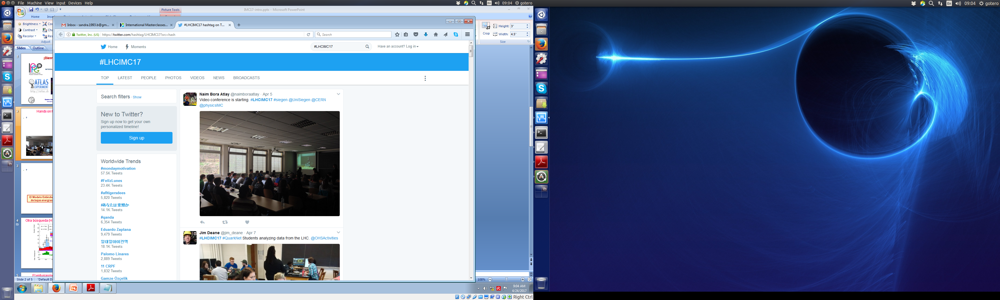 File Machine View Input Devices Help
En 09:04 gotero
En 09:04 gotero
IMC17-intro.pptx - Microsoft PowerPoint
Picture Tools
Home
Brightness
Contrast
Recolor
Adjust
Crop
Height: 3"
Width: 4.5"
Size
Inbox - sandra.1993.b@gm...
International Masterclasses...
#LHCIMC17 hashtag on T...
Twitter, Inc. (US)
https://twitter.com/hashtag/LHCIMC17?src=hash
Search
Home
Moments
#LHCIMC17
Have an account? Log in
#LHCIMC17
TOP LATEST PEOPLE PHOTOS VIDEOS NEWS BROADCASTS
Search filters · Show
New to Twitter?
Sign up now to get your own
personalized timeline!
Sign up
Worldwide Trends
#mondaymotivation
57.5K Tweets
#FelizLunes
23.4K Tweets
#afltigersdees
5,820 Tweets
#あなたは変態か
14.1K Tweets
#qanda
6,354 Tweets
Eduardo Zaplana
9,479 Tweets
일대일아이컨택
18.1K Tweets
Palomo Linares
2,889 Tweets
11 CRPF
1,832 Tweets
Gamze Özçelik
Naim Bora Atlay @naimboraatlay · Apr 5
Video conference is starting. #LHCIMC17 #siegen @UniSiegen @CERN
@physicsIMC
Jim Deane @jim_deane · Apr 7
#LHCIMC17 #QuarkNet Students analyzing data from the LHC. @OHSActivities
Slides Outline
1
¡Bien
ATLAS
EXPERIMENT
http://atlas.ch
2
Hands on
3
El Modelo Estánda
de bajas energías
4
Otra búsqueda (H
5
El entusiasm
Slide 2 of 5 "Default D
108%
9:04 AM
4/24/2017
Right Ctrl